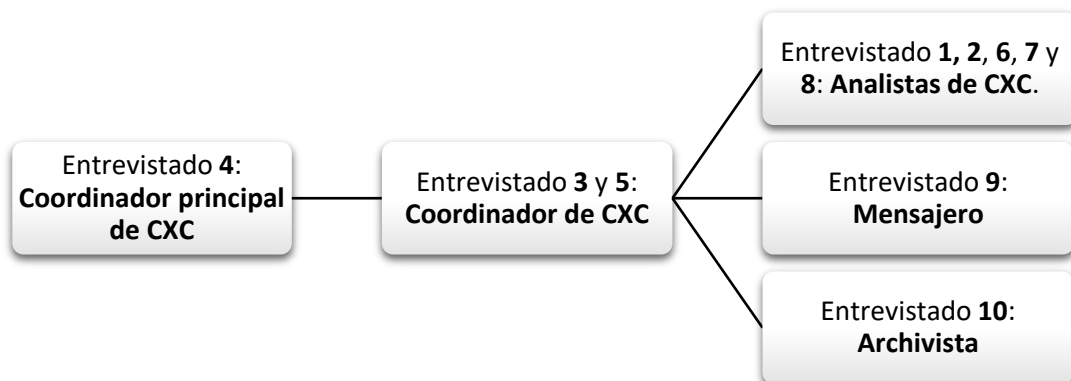 Entrevistado 4:
Coordinador principal
de CXC
Entrevistado 3 y 5:
Coordinador de CXC
Entrevistado 1, 2, 6, 7 y
8: Analistas de CXC.
Entrevistado 9:
Mensajero
Entrevistado 10:
Archivista